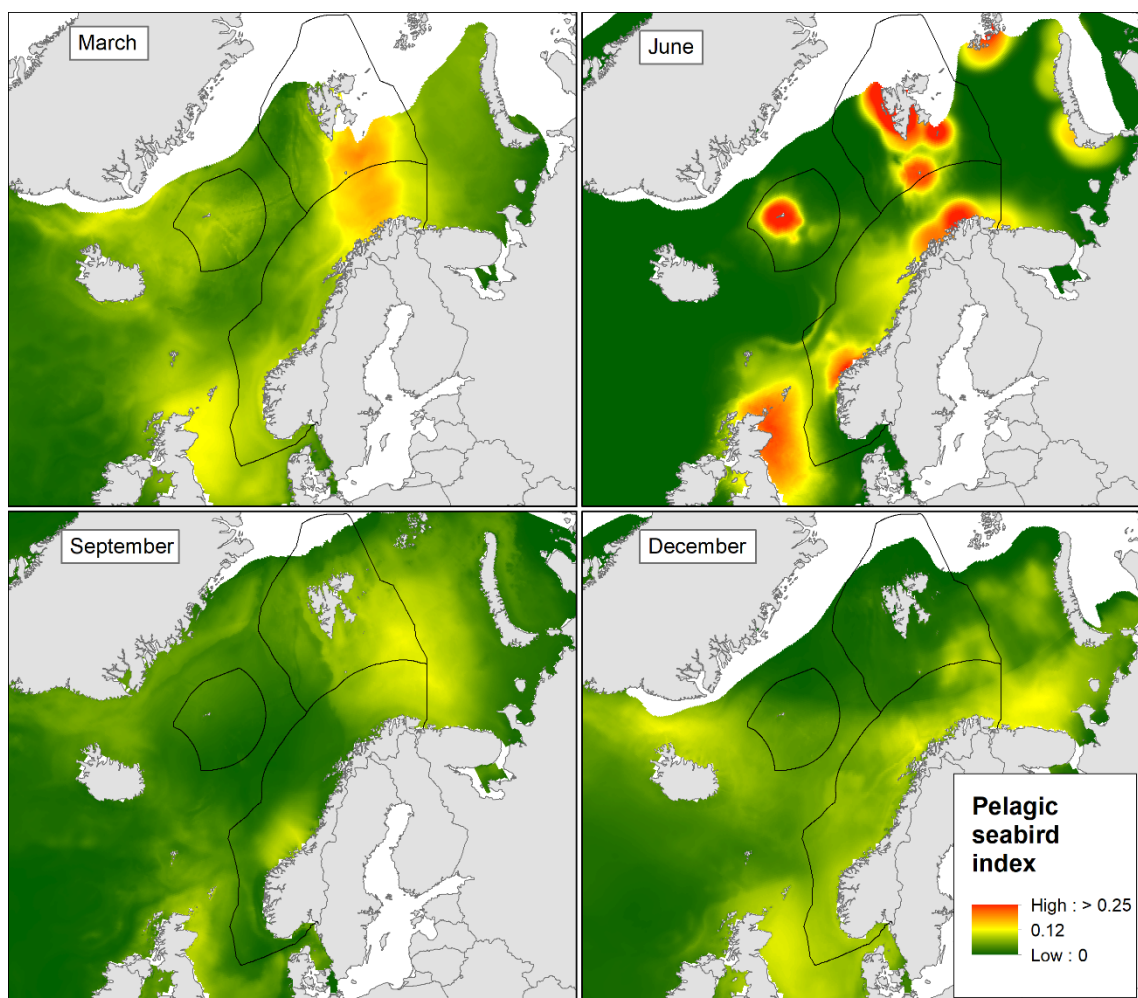 March
June
September
December
Pelagic
seabird
index
High : > 0.25
0.12
Low : 0